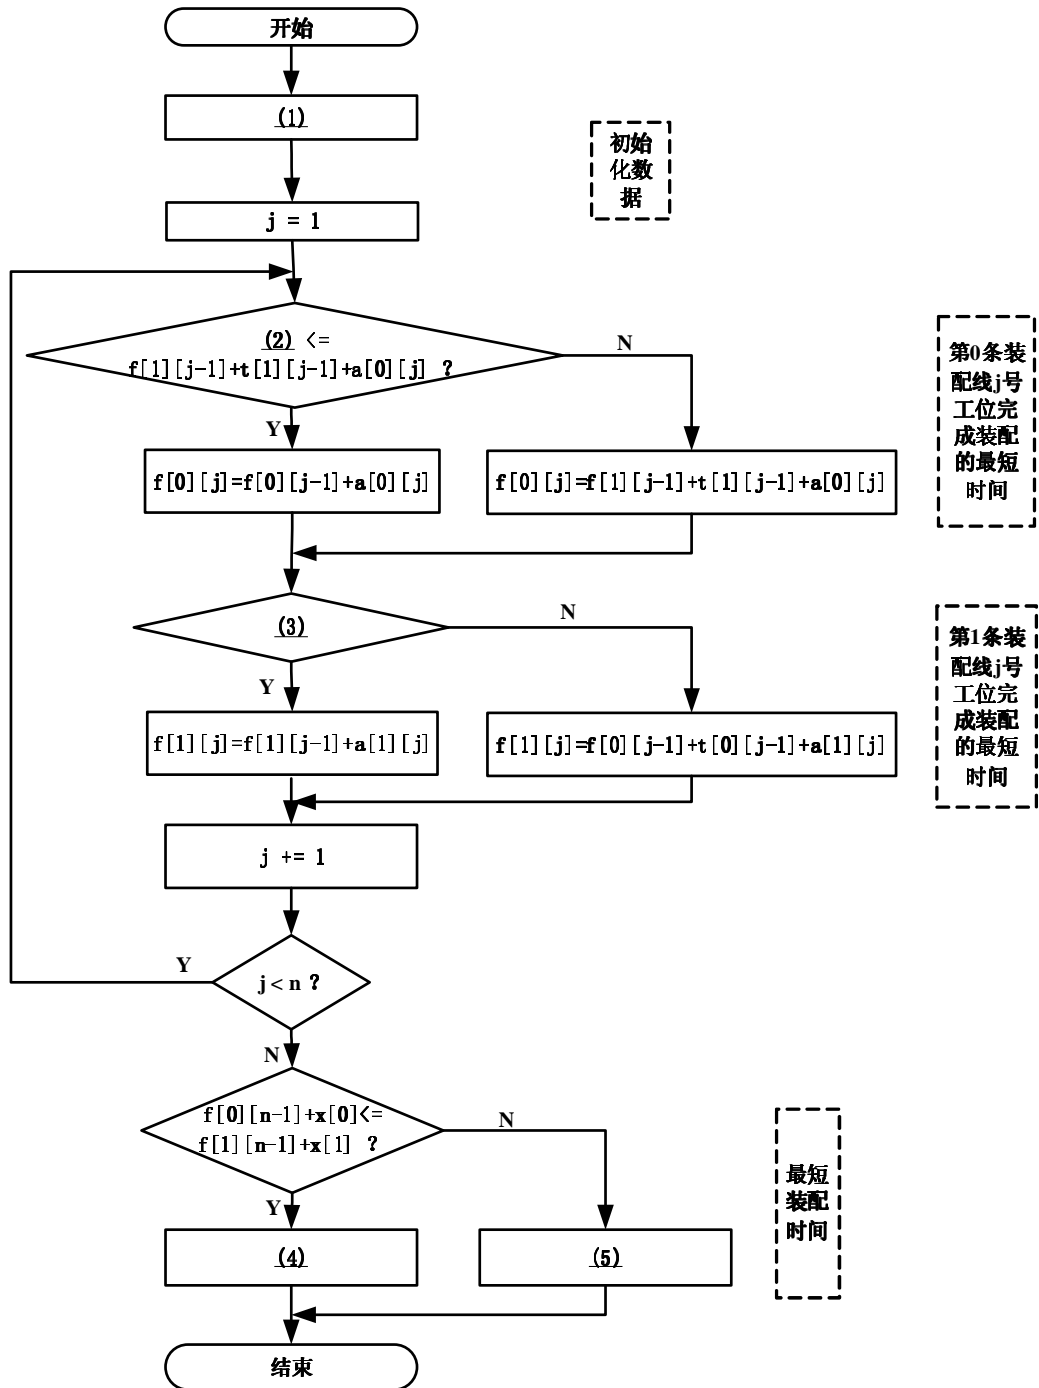 开始
(1)
初始
化数
据
j = 1
(2) <=
f[1][j-1]+t[1][j-1]+a[0][j] ?
N
Y
第0条装
配线j号
工位完
成装配
的最短
时间
f[0][j]=f[0][j-1]+a[0][j]
f[0][j]=f[1][j-1]+t[1][j-1]+a[0][j]
(3)
N
Y
第1条装
配线j号
工位完
成装配
的最短
时间
f[1][j]=f[1][j-1]+a[1][j]
f[1][j]=f[0][j-1]+t[0][j-1]+a[1][j]
j += 1
Y
j < n ?
N
f[0][n-1]+x[0]<=
f[1][n-1]+x[1] ?
N
Y
最短
装配
时间
(4)
(5)
结束